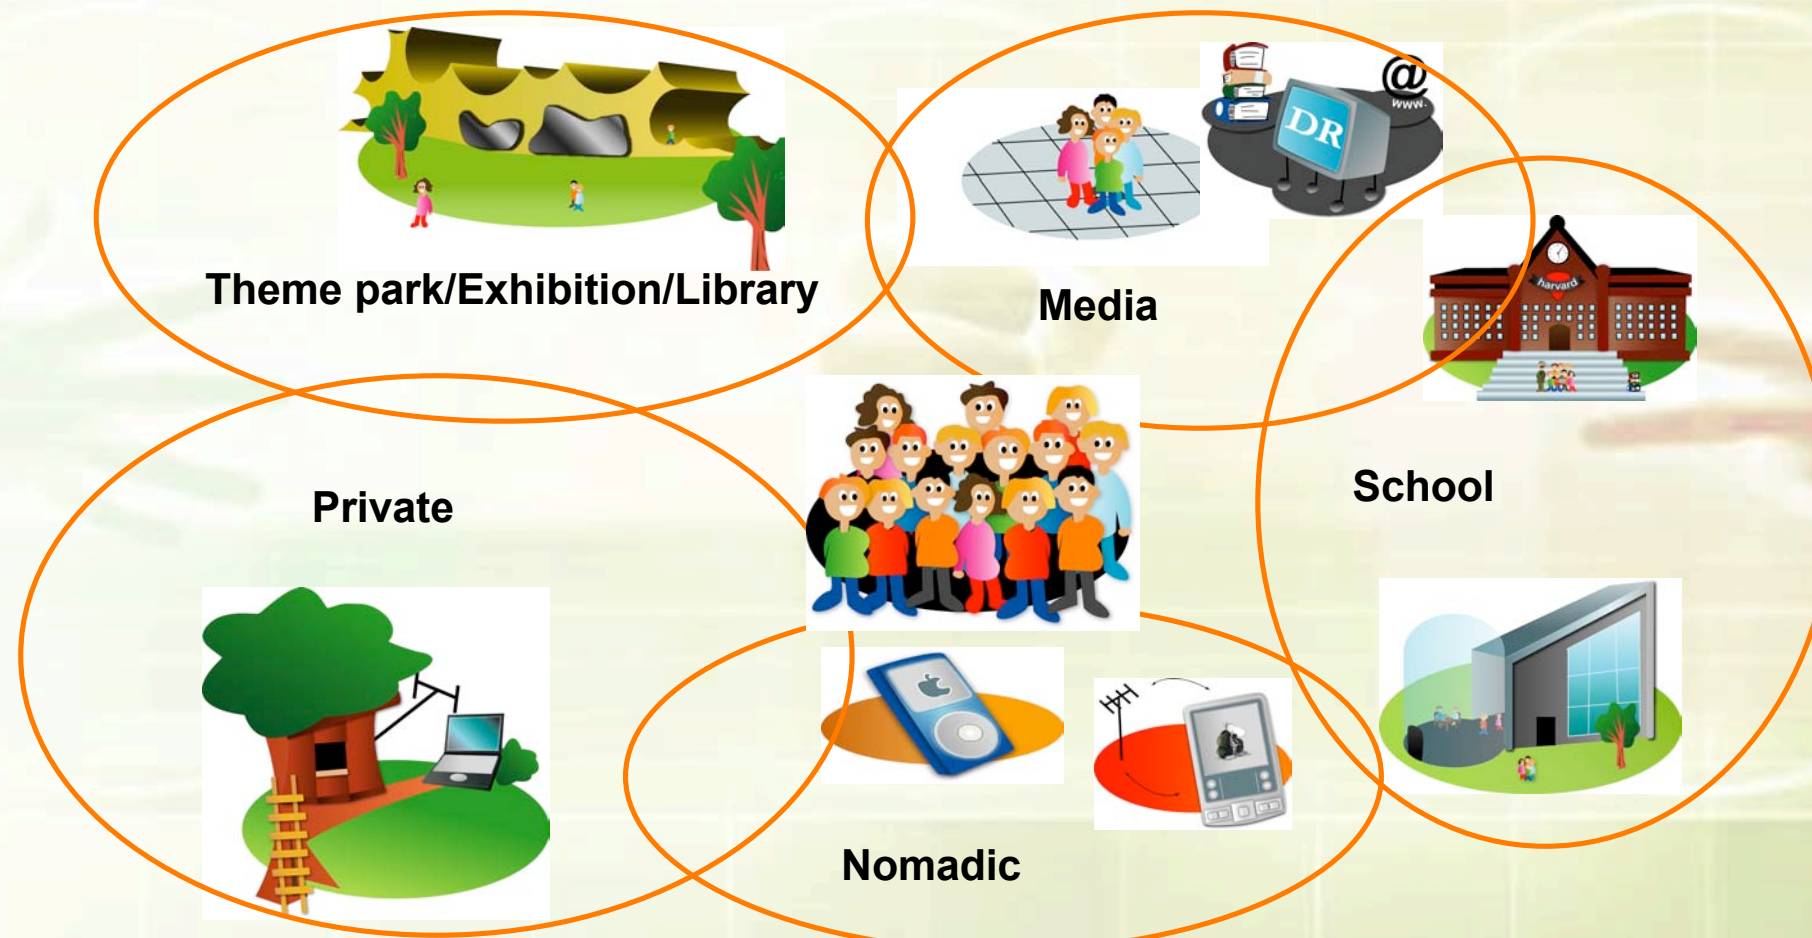 @
www.
DR
harvard
Theme park/Exhibition/Library
Media
School
Private
Nomadic